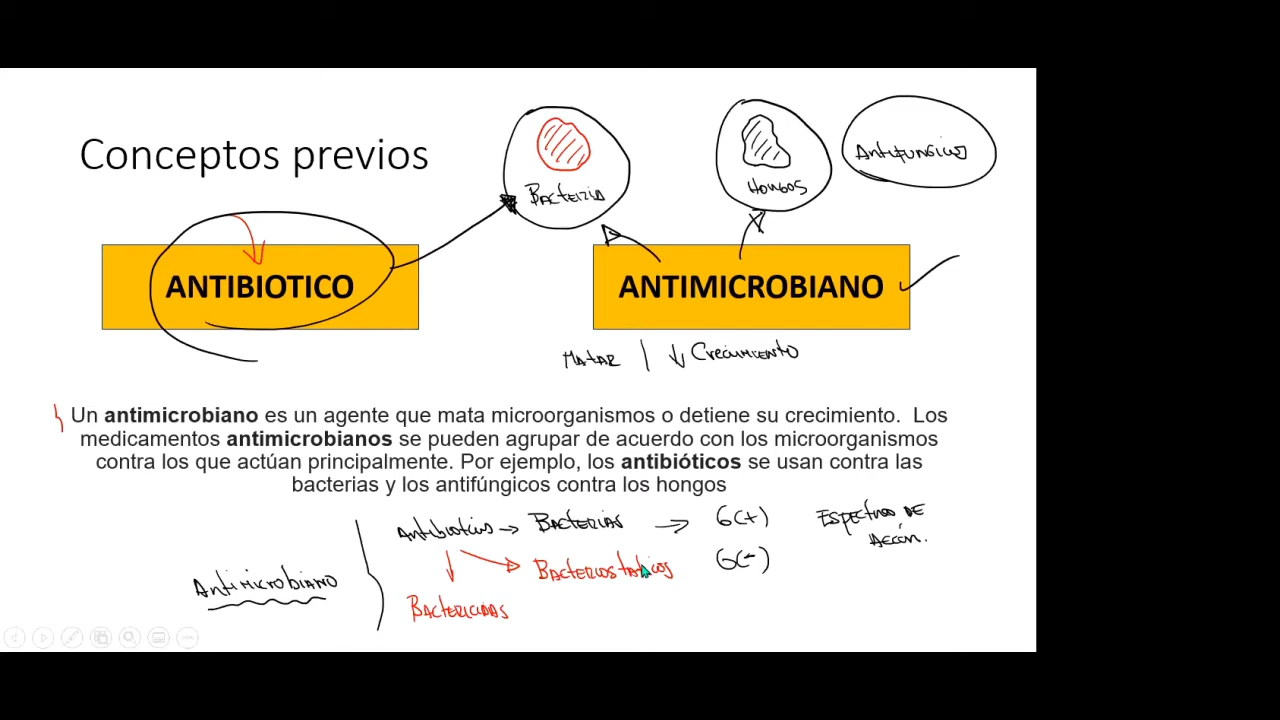 Conceptos previos
Bacteria
Hongos
Antifungicos
ANTIBIOTICO
ANTIMICROBIANO
Matar | ↓ Crecimiento
Un antimicrobiano es un agente que mata microorganismos o detiene su crecimiento. Los
medicamentos antimicrobianos se pueden agrupar de acuerdo con los microorganismos
contra los que actúan principalmente. Por ejemplo, los antibióticos se usan contra las
bacterias y los antifúngicos contra los hongos
Antibioticos → Bacterias → G(+)
G(-)
Espectro de
Acción.
Bacteriostaticos
Antimicrobiano
Bactericidas